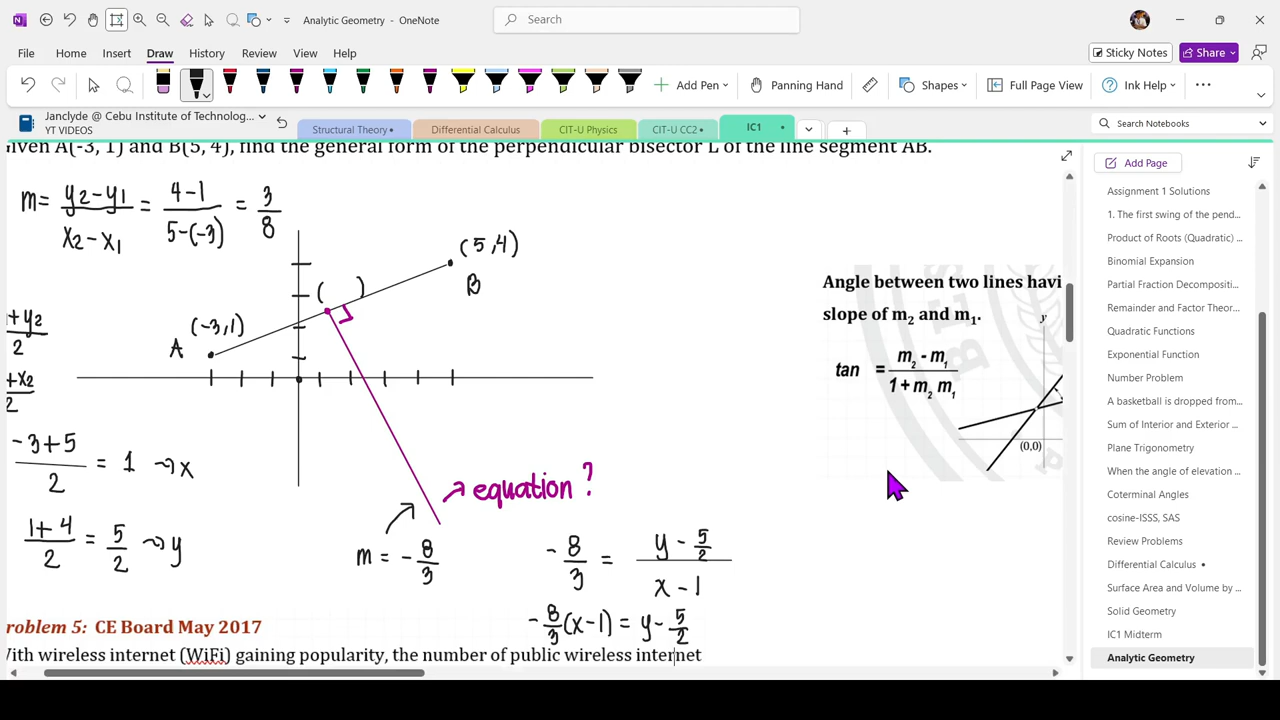 Analytic Geometry - OneNote
Search
File Home Insert Draw History Review View Help
Sticky Notes Share
Add Pen Panning Hand Shapes Full Page View Ink Help
Janclyde @ Cebu Institute of Technolog...
YT VIDEOS
Structural Theory Differential Calculus CIT-U Physics CIT-U CC2 IC1
Search Notebooks
Add Page
Assignment 1 Solutions
1. The first swing of the pend...
Product of Roots (Quadratic) ...
Binomial Expansion
Partial Fraction Decompositi...
Remainder and Factor Theor...
Quadratic Functions
Exponential Function
Number Problem
A basketball is dropped from...
Sum of Interior and Exterior ...
Plane Trigonometry
When the angle of elevation ...
Coterminal Angles
cosine-ISSS, SAS
Review Problems
Differential Calculus
Surface Area and Volume by ...
Solid Geometry
IC1 Midterm
Analytic Geometry
iven A(-3, 1) and B(5, 4), find the general form of the perpendicular bisector L of the line segment AB.
m = y2 - y1 / x2 - x1 = 4 - 1 / 5 - (-3) = 3/8
(5,4)
B
( )
(-3,1)
A
+ y2 / 2
+ x2 / 2
-3+5 / 2 = 1 → x
1+4 / 2 = 5/2 → y
→ equation?
m = -8/3
-8/3 = y - 5/2 / x - 1
-8/3(x-1) = y - 5/2
Angle between two lines havi
slope of m2 and m1.
tan = m2 - m1 / 1 + m2 m1
y
(0,0)
roblem 5: CE Board May 2017
With wireless internet (WiFi) gaining popularity, the number of public wireless internet